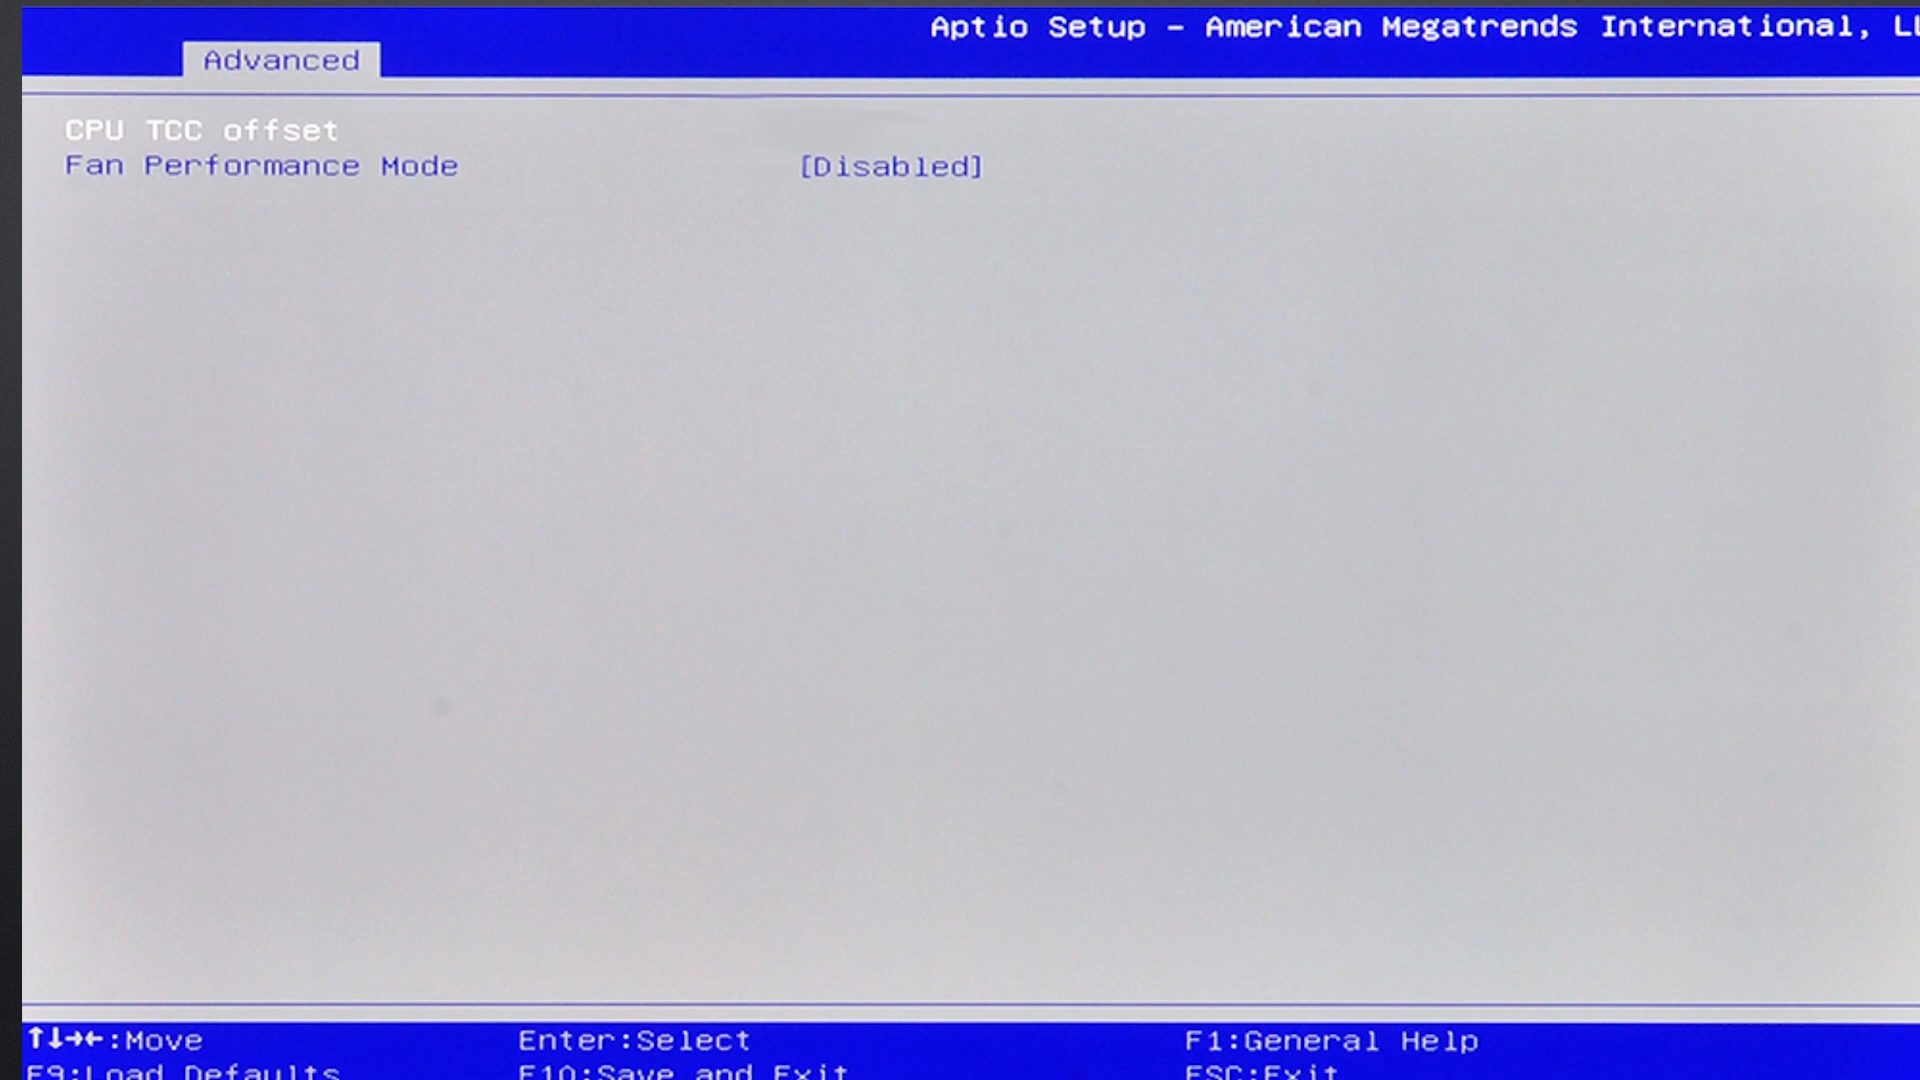 Aptio Setup - American Megatrends International, LL
Advanced
CPU TCC offset
Fan Performance Mode [Disabled]
↑↓→←:Move Enter:Select F1:General Help
F9:Load Defaults F10:Save and Exit ESC:Exit